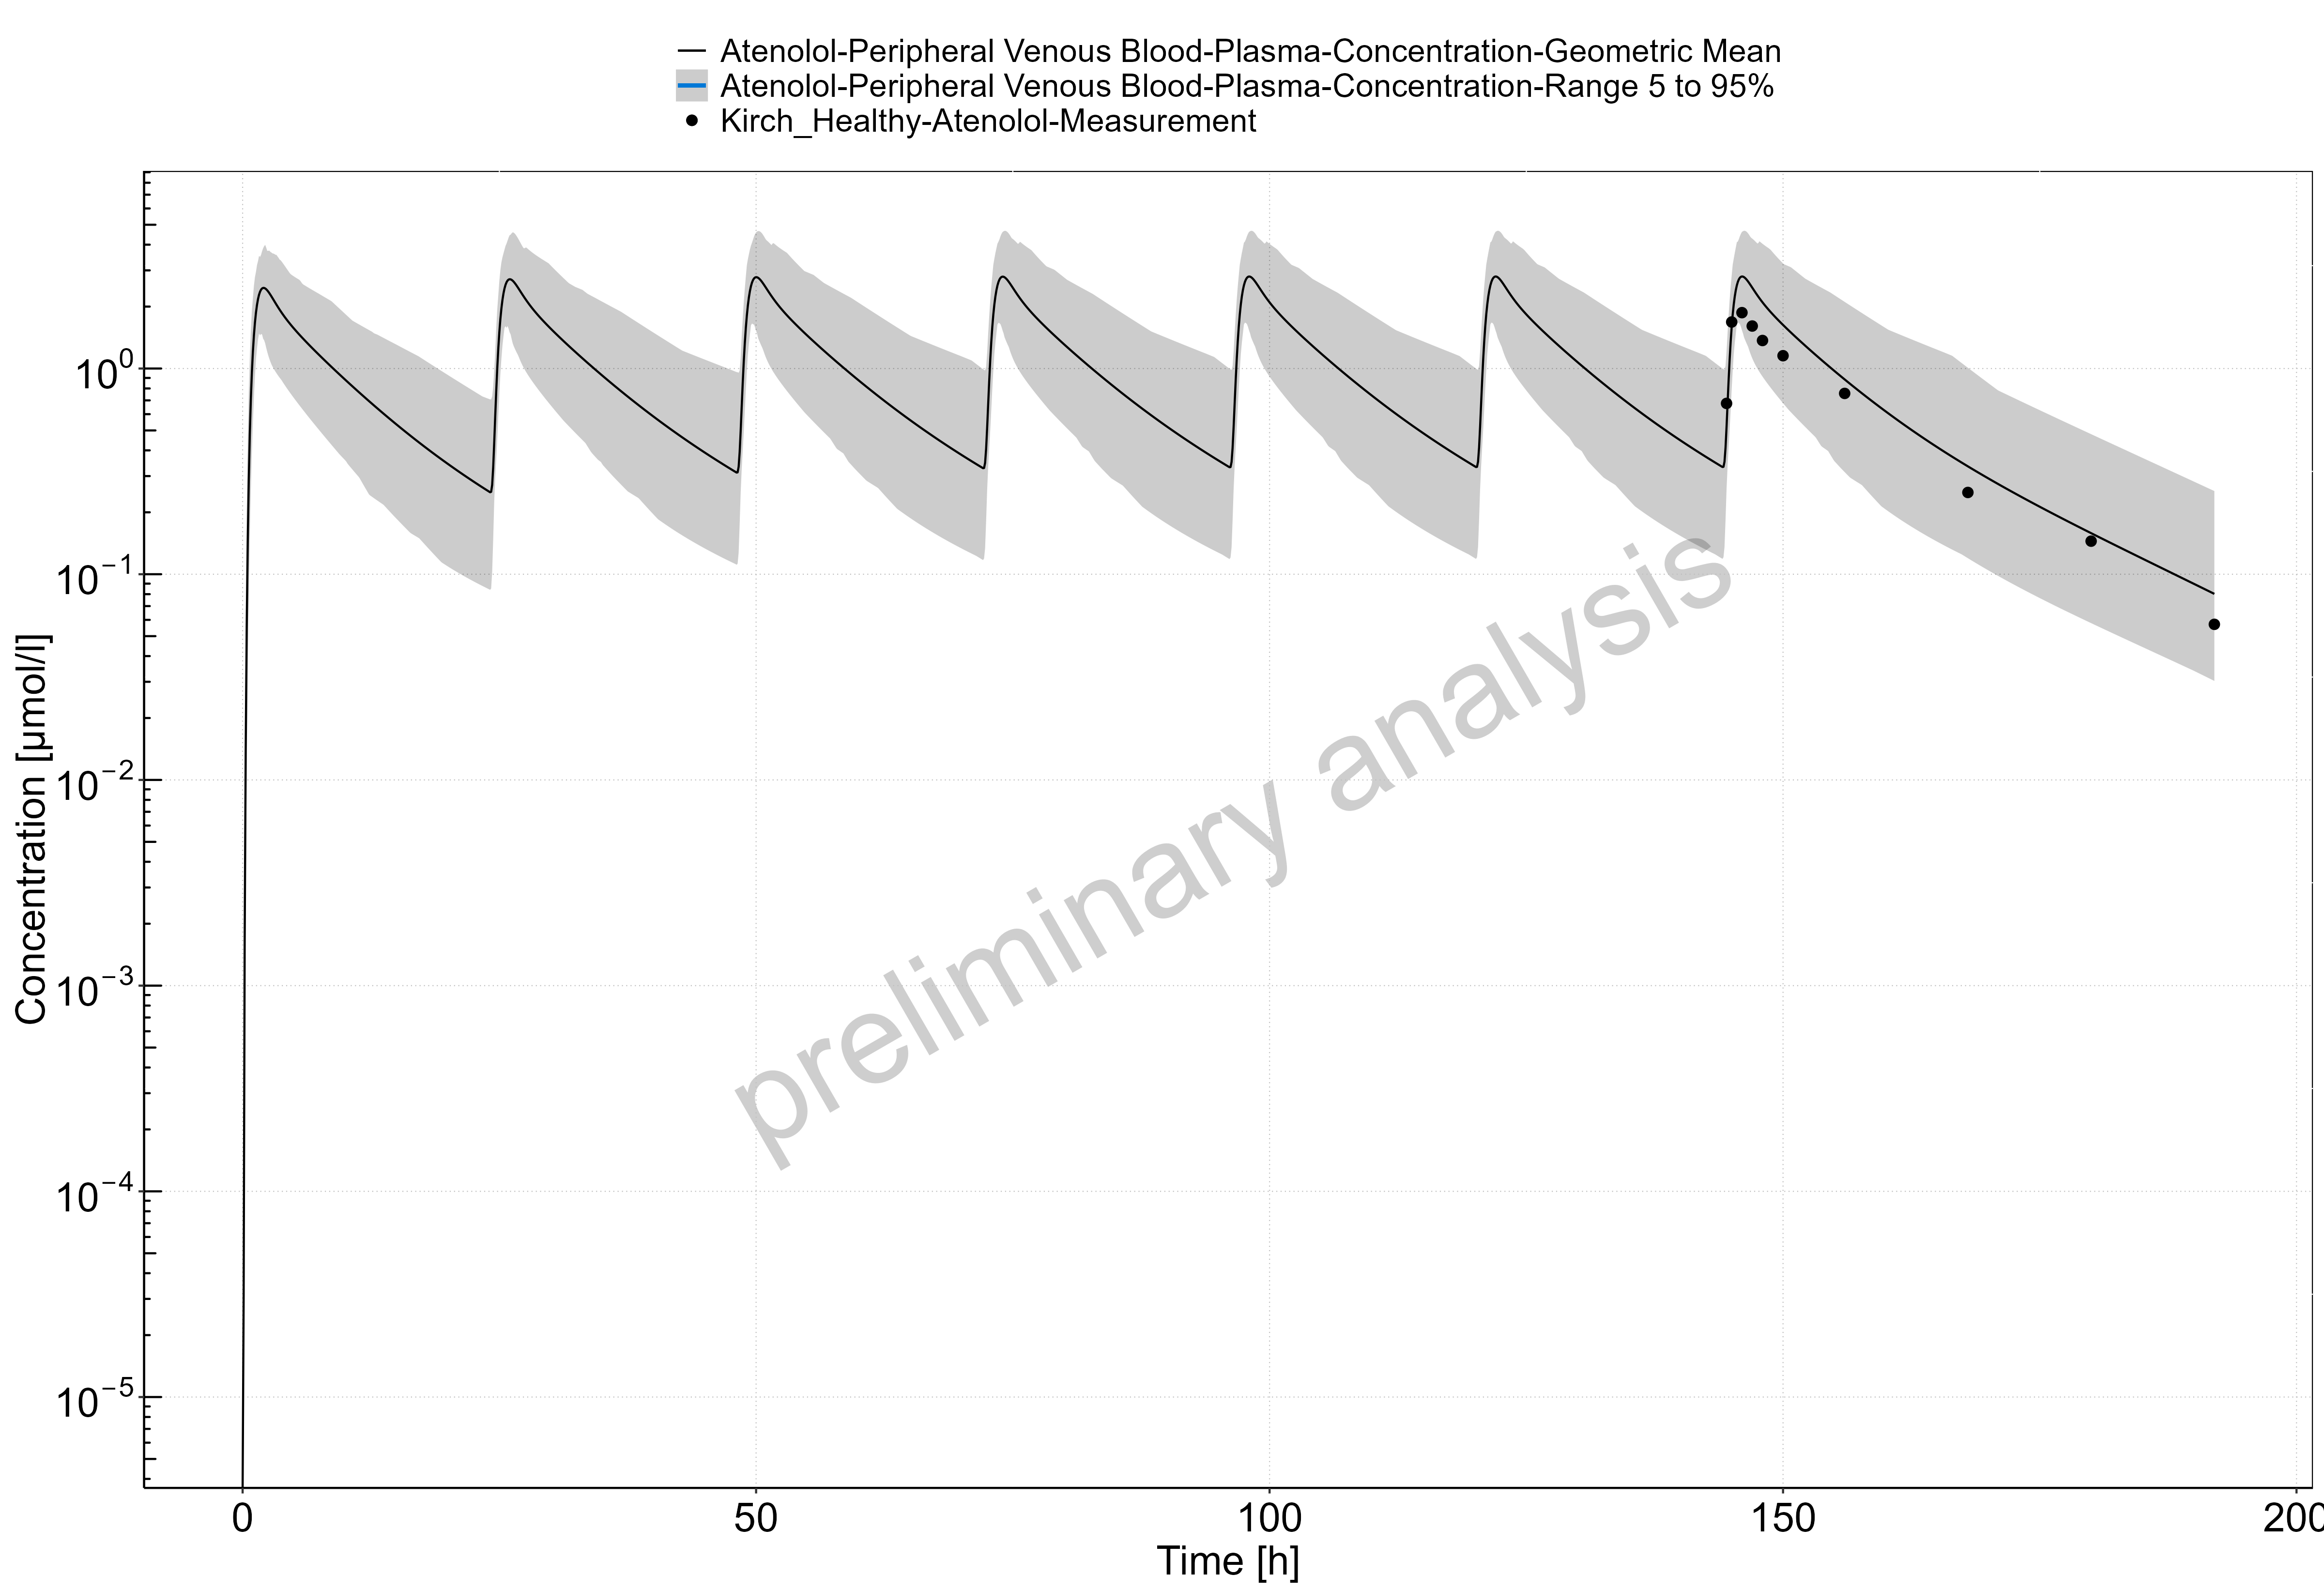 Atenolol-Peripheral Venous Blood-Plasma-Concentration-Geometric Mean
Atenolol-Peripheral Venous Blood-Plasma-Concentration-Range 5 to 95%
Kirch_Healthy-Atenolol-Measurement
10⁰
10⁻¹
10⁻²
10⁻³
10⁻⁴
10⁻⁵
Concentration [µmol/l]
preliminary analysis
0 50 100 150 200
Time [h]